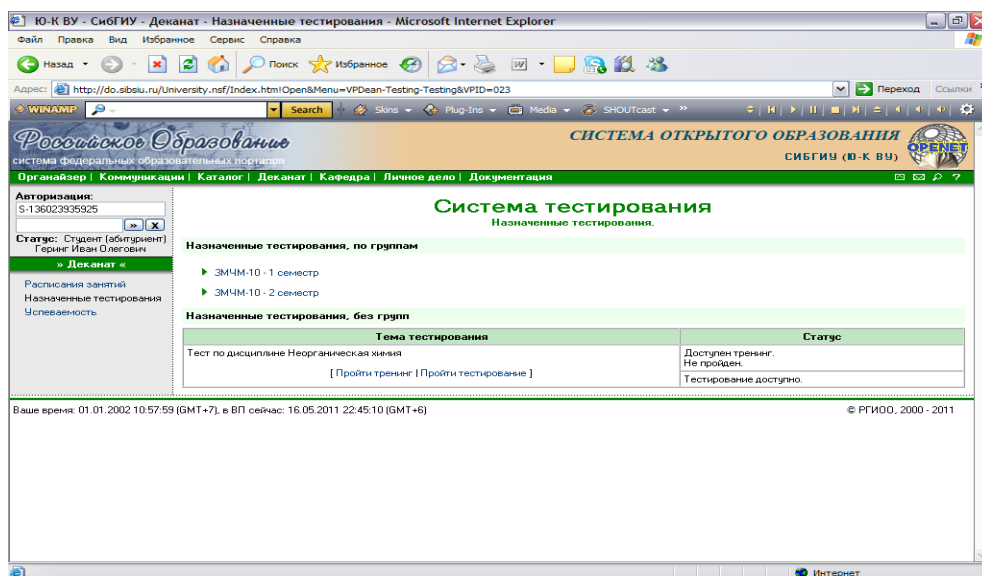 Ю-К ВУ - СибГИУ - Деканат - Назначенные тестирования - Microsoft Internet Explorer
Файл Правка Вид Избранное Сервис Справка
Назад Поиск Избранное
Адрес: http://do.sibsiu.ru/University.nsf/Index.htm!Open&Menu=VPDean-Testing-Testing&VPID=023 Переход Ссылки
WINAMP Search Skins Plug-Ins Media SHOUTcast
Российское Образование
система федеральных образовательных порталов
СИСТЕМА ОТКРЫТОГО ОБРАЗОВАНИЯ
СИБГИУ (Ю-К ВУ)
OPENET
Органайзер | Коммуникации | Каталог | Деканат | Кафедра | Личное дело | Документация
Авторизация:
S-136023935925
» X
Статус: Студент (абитуриент)
Геринг Иван Олегович
» Деканат «
Расписания занятий
Назначенные тестирования
Успеваемость
Система тестирования
Назначенные тестирования.
Назначенные тестирования, по группам
ЗМЧМ-10 - 1 семестр
ЗМЧМ-10 - 2 семестр
Назначенные тестирования, без групп
Тема тестирования Статус
Тест по дисциплине Неорганическая химия
[ Пройти тренинг | Пройти тестирование ]
Доступен тренинг.
Не пройден.
Тестирование доступно.
Ваше время: 01.01.2002 10:57:59 (GMT+7), в ВП сейчас: 16.05.2011 22:45:10 (GMT+6) © РГИОО, 2000 - 2011
Интернет